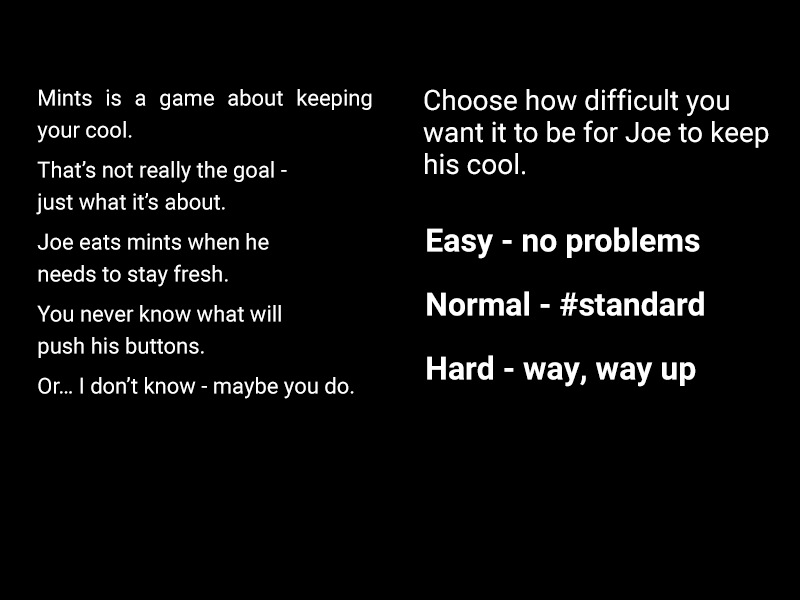 Mints is a game about keeping
your cool.
That’s not really the goal -
just what it’s about.
Joe eats mints when he
needs to stay fresh.
You never know what will
push his buttons.
Or... I don’t know - maybe you do.
Choose how difficult you
want it to be for Joe to keep
his cool.
Easy - no problems
Normal - #standard
Hard - way, way up